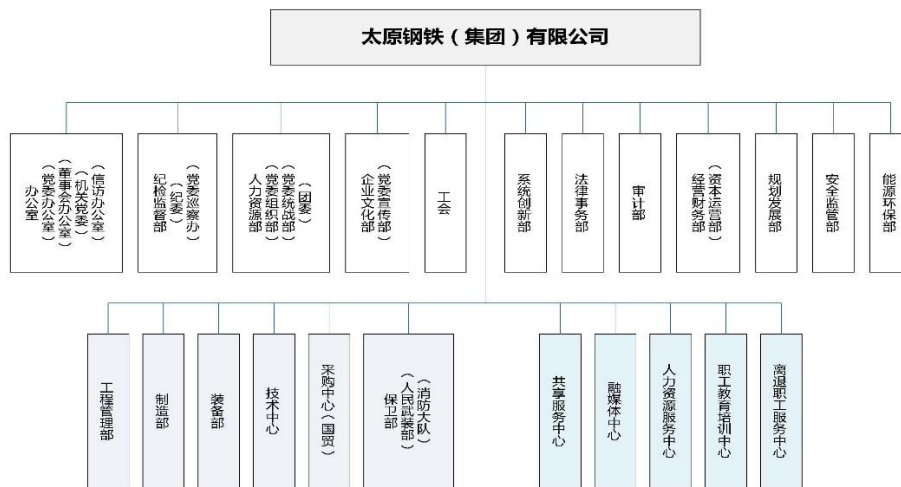 太原钢铁（集团）有限公司
办公室
（党委办公室）
（董事会办公室）
（机关党委）
（信访办公室）
纪检监督部
（纪委）
（党委巡察办）
人力资源部
（党委组织部）
（党委统战部）
（团委）
企业文化部
（党委宣传部）
工会
系统创新部
法律事务部
审计部
经营财务部
（资本运营部）
规划发展部
安全监管部
能源环保部
工程管理部
制造部
装备部
技术中心
采购中心（国贸）
保卫部
（人民武装部）
（消防大队）
共享服务中心
融媒体中心
人力资源服务中心
职工教育培训中心
离退职工服务中心